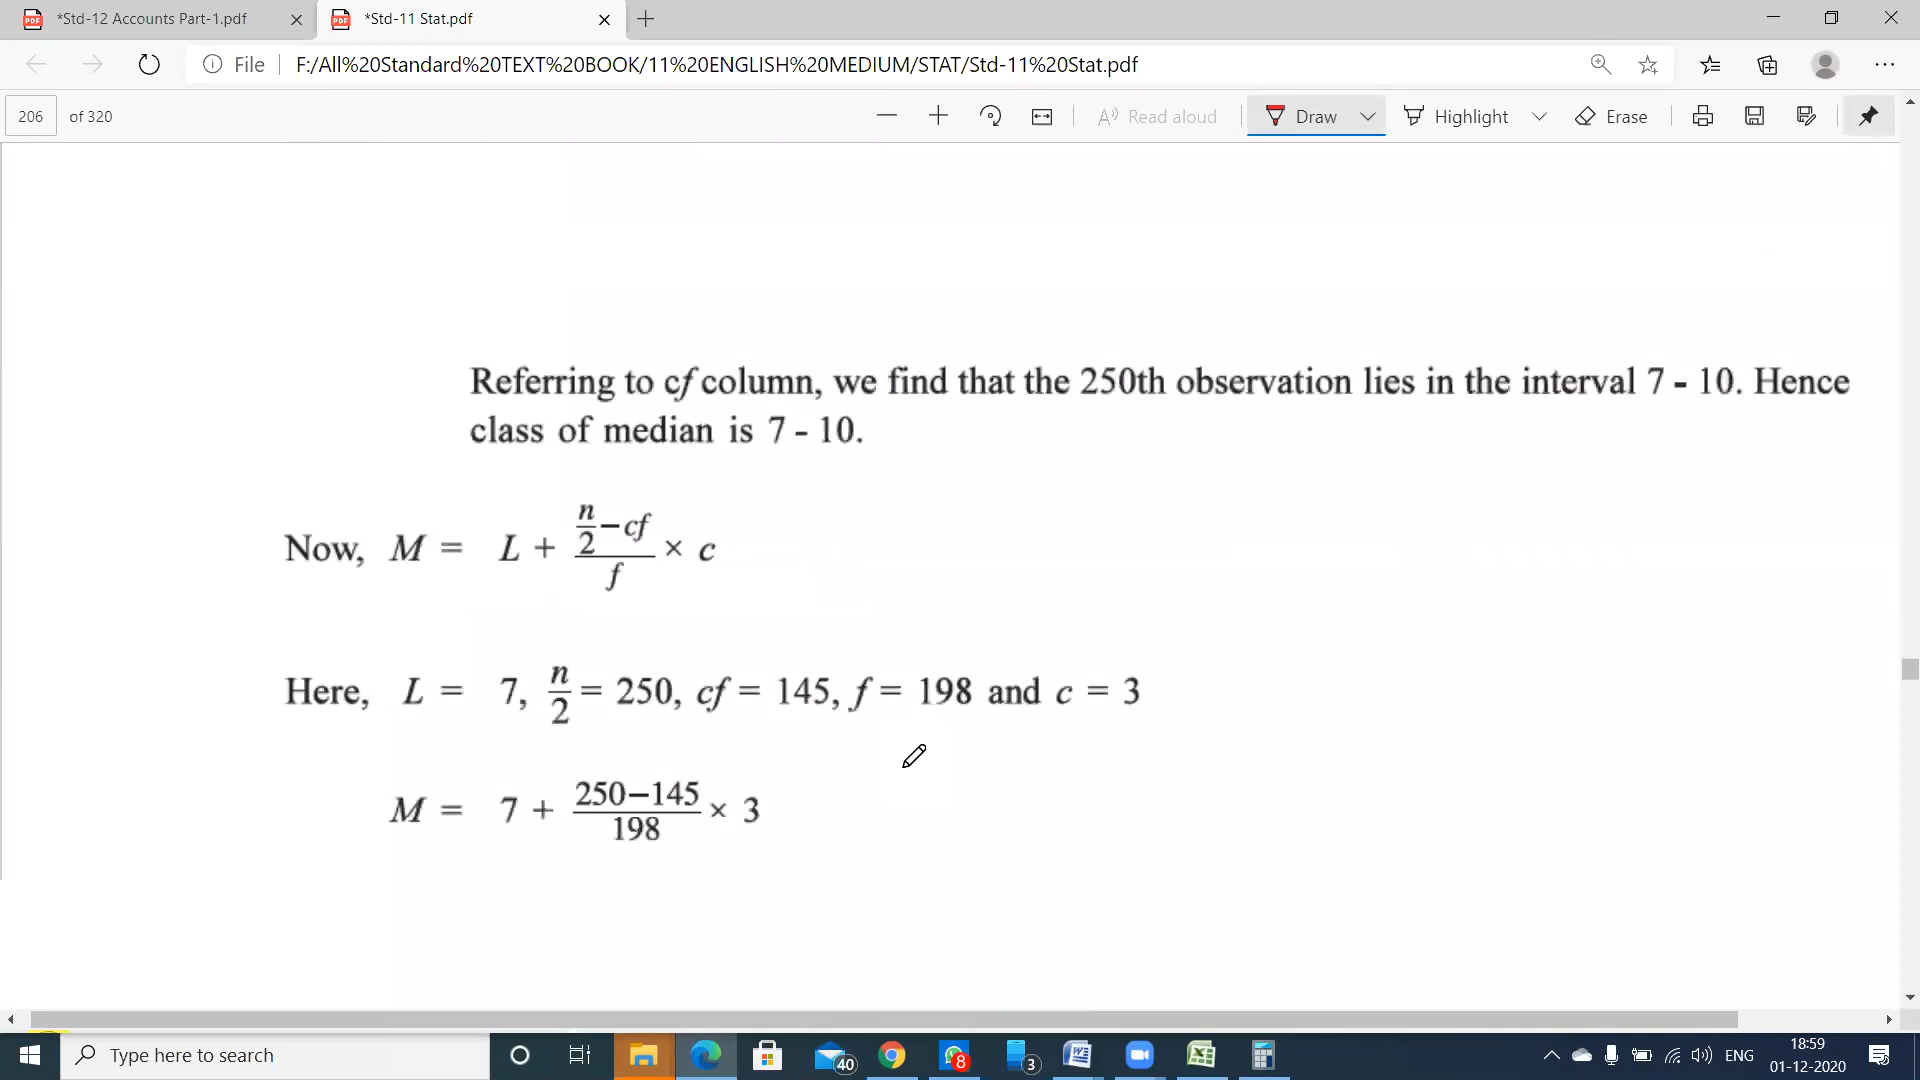 *Std-12 Accounts Part-1.pdf
*Std-11 Stat.pdf
File
F:/All%20Standard%20TEXT%20BOOK/11%20ENGLISH%20MEDIUM/STAT/Std-11%20Stat.pdf
206 of 320
Read aloud
Draw
Highlight
Erase
Referring to cf column, we find that the 250th observation lies in the interval 7 - 10. Hence
class of median is 7 - 10.
Now, M = L + (n/2 − cf)/f × c
Here, L = 7, n/2 = 250, cf = 145, f = 198 and c = 3
M = 7 + (250−145)/198 × 3
Type here to search
40
8
3
ENG
18:59
01-12-2020